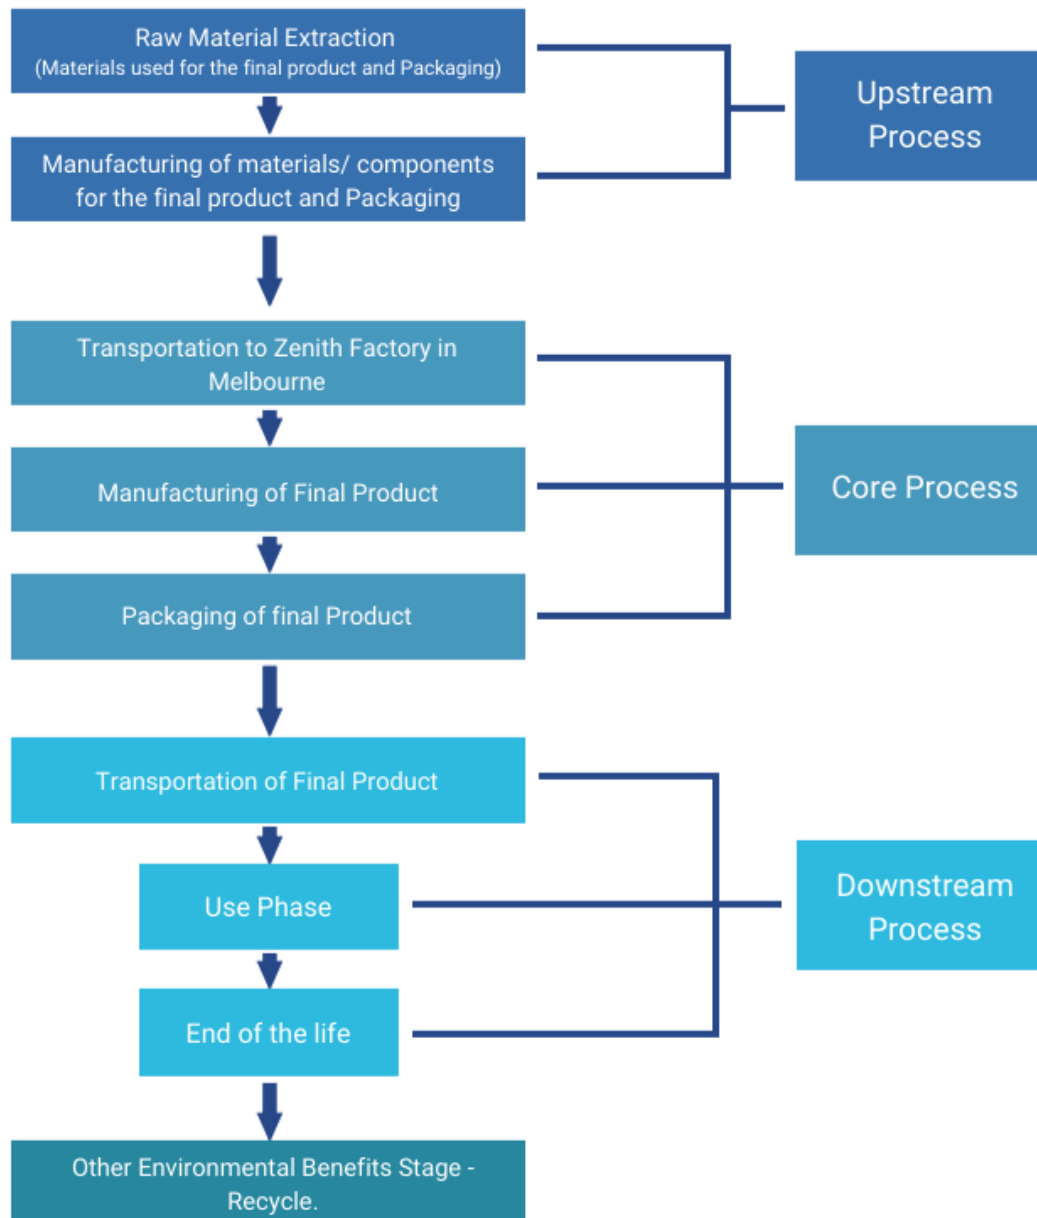 Raw Material Extraction
(Materials used for the final product and Packaging)
Upstream
Process
Manufacturing of materials/ components
for the final product and Packaging
Transportation to Zenith Factory in
Melbourne
Manufacturing of Final Product
Core Process
Packaging of final Product
Transportation of Final Product
Use Phase
Downstream
Process
End of the life
Other Environmental Benefits Stage -
Recycle.